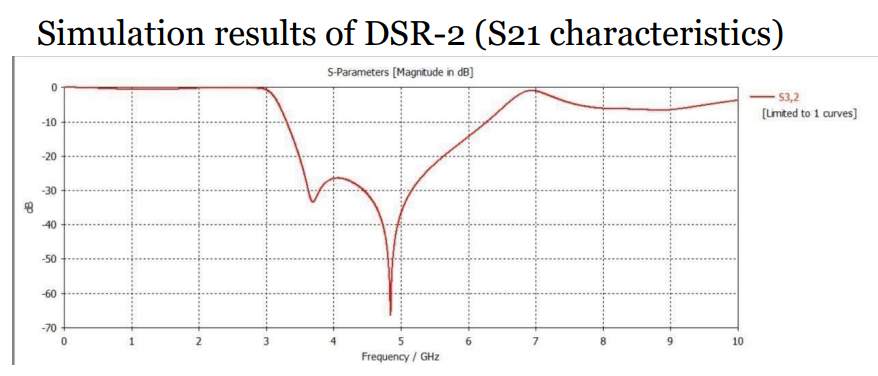 Simulation results of DSR-2 (S21 characteristics)
S-Parameters [Magnitude in dB]
0
-10
-20
-30
-40
-50
-60
-70
dB
0 1 2 3 4 5 6 7 8 9 10
Frequency / GHz
S3,2
[Limited to 1 curves]